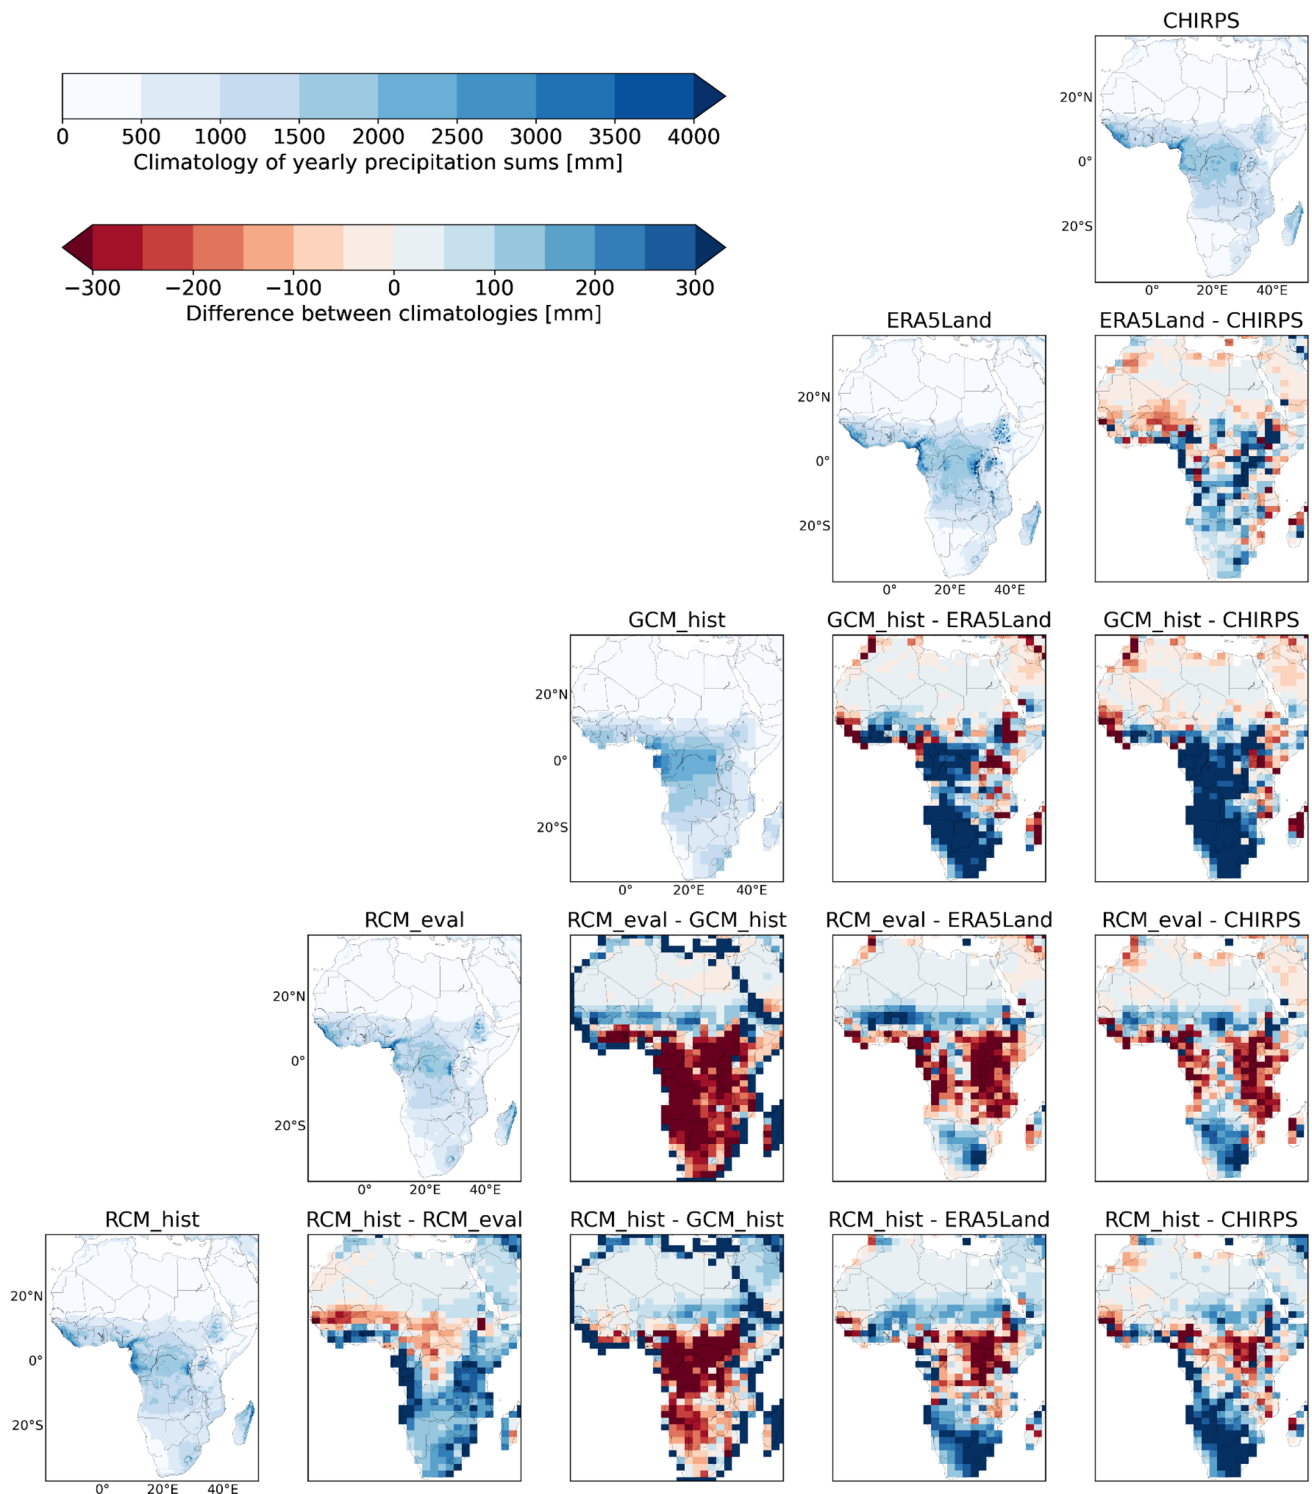 CHIRPS
20°N
0°
20°S
0° 20°E 40°E
0 500 1000 1500 2000 2500 3000 3500 4000
Climatology of yearly precipitation sums [mm]
−300 −200 −100 0 100 200 300
Difference between climatologies [mm]
ERA5Land
ERA5Land - CHIRPS
20°N
0°
20°S
0° 20°E 40°E
GCM_hist
GCM_hist - ERA5Land
GCM_hist - CHIRPS
20°N
0°
20°S
0° 20°E 40°E
RCM_eval
RCM_eval - GCM_hist
RCM_eval - ERA5Land
RCM_eval - CHIRPS
20°N
0°
20°S
0° 20°E 40°E
RCM_hist
RCM_hist - RCM_eval
RCM_hist - GCM_hist
RCM_hist - ERA5Land
RCM_hist - CHIRPS
20°N
0°
20°S
0° 20°E 40°E